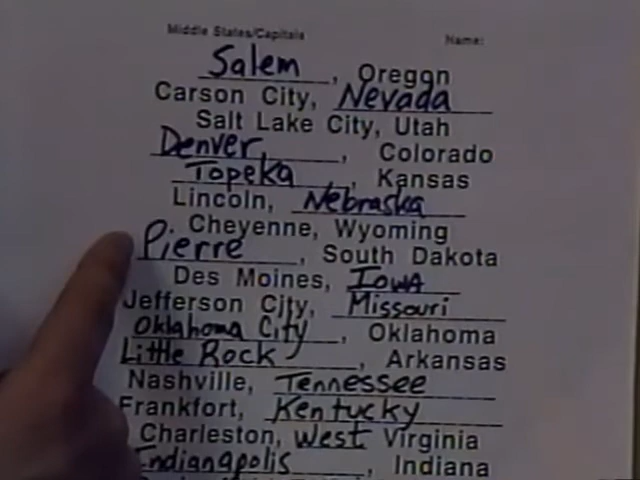 Middle States/Capitals Name:
Salem, Oregon
Carson City, Nevada
Salt Lake City, Utah
Denver, Colorado
Topeka, Kansas
Lincoln, Nebraska
Cheyenne, Wyoming
Pierre, South Dakota
Des Moines, Iowa
Jefferson City, Missouri
Oklahoma City, Oklahoma
Little Rock, Arkansas
Nashville, Tennessee
Frankfort, Kentucky
Charleston, West Virginia
Indianapolis, Indiana